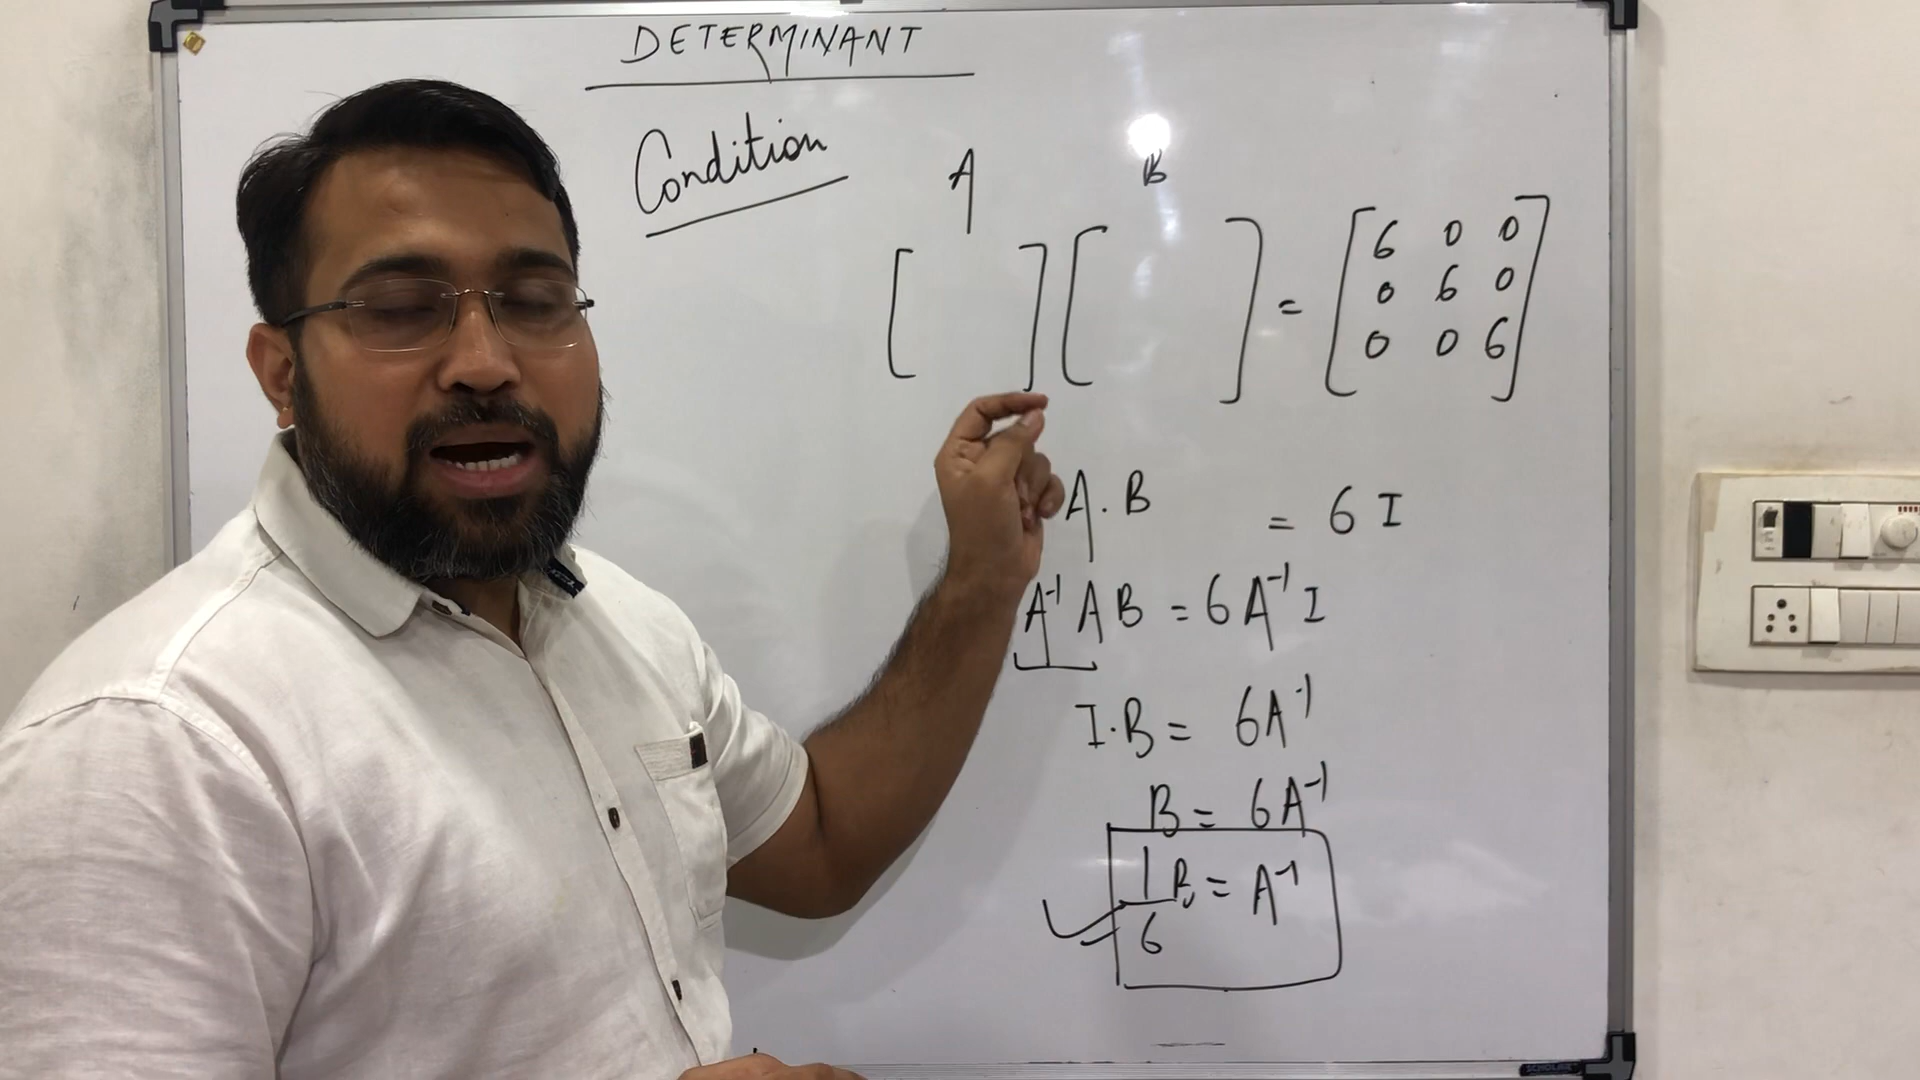 DETERMINANT
Condition
A B
[ ] [ ] = [ 6 0 0
0 6 0
0 0 6 ]
A . B = 6 I
A⁻¹ A B = 6 A⁻¹ I
I . B = 6A⁻¹
B = 6A⁻¹
1/6 B = A⁻¹